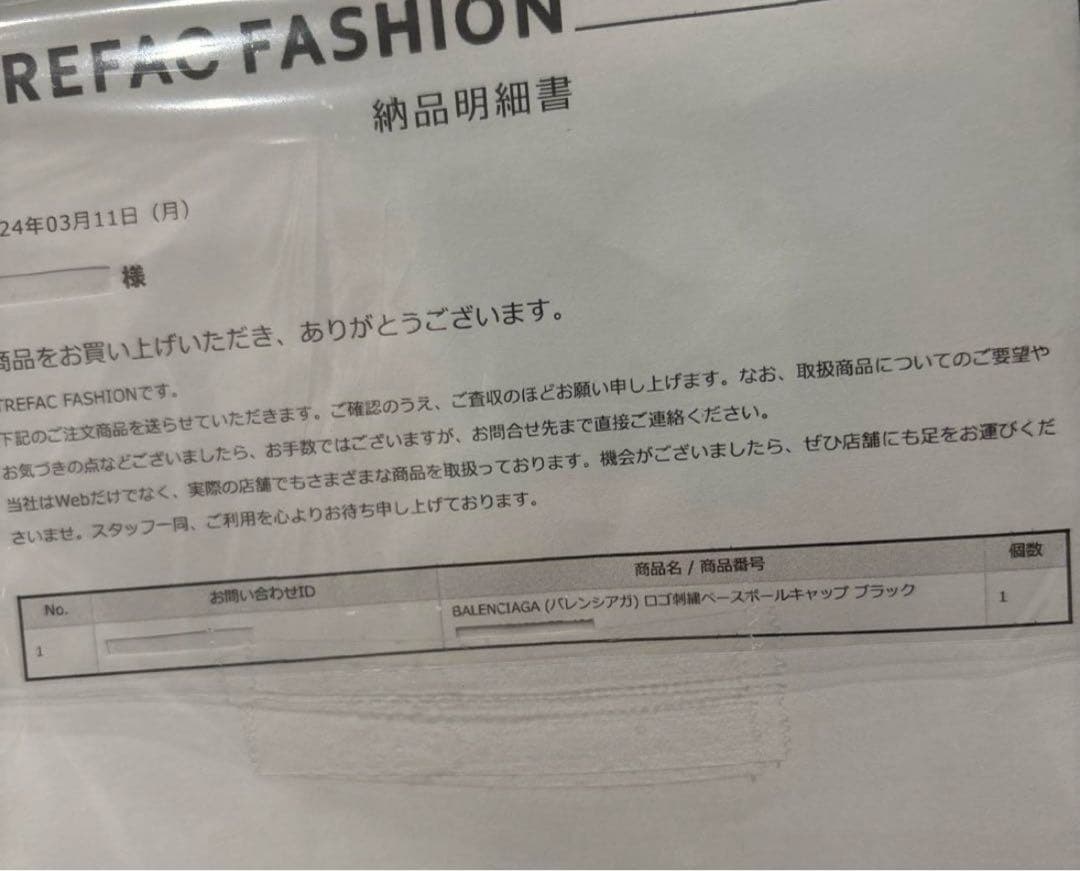 TREFAC FASHION
納品明細書
24年03月11日（月）
様
商品をお買い上げいただき、ありがとうございます。
TREFAC FASHIONです。
下記のご注文商品を送らせていただきます。ご確認のうえ、ご査収のほどお願い申し上げます。なお、取扱商品についてのご要望や
お気づきの点などございましたら、お手数ではございますが、お問合せ先まで直接ご連絡ください。
当社はWebだけでなく、実際の店舗でもさまざまな商品を取扱っております。機会がございましたら、ぜひ店舗にも足をお運びくだ
さいませ。スタッフ一同、ご利用を心よりお待ち申し上げております。
No. お問い合わせID 商品名 / 商品番号 個数
1 BALENCIAGA (バレンシアガ) ロゴ刺繍ベースボールキャップ ブラック 1